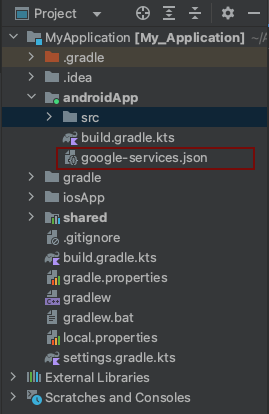 Project
MyApplication [My_Application] ~/
.gradle
.idea
androidApp
src
build.gradle.kts
google-services.json
gradle
iosApp
shared
.gitignore
build.gradle.kts
gradle.properties
gradlew
gradlew.bat
local.properties
settings.gradle.kts
External Libraries
Scratches and Consoles